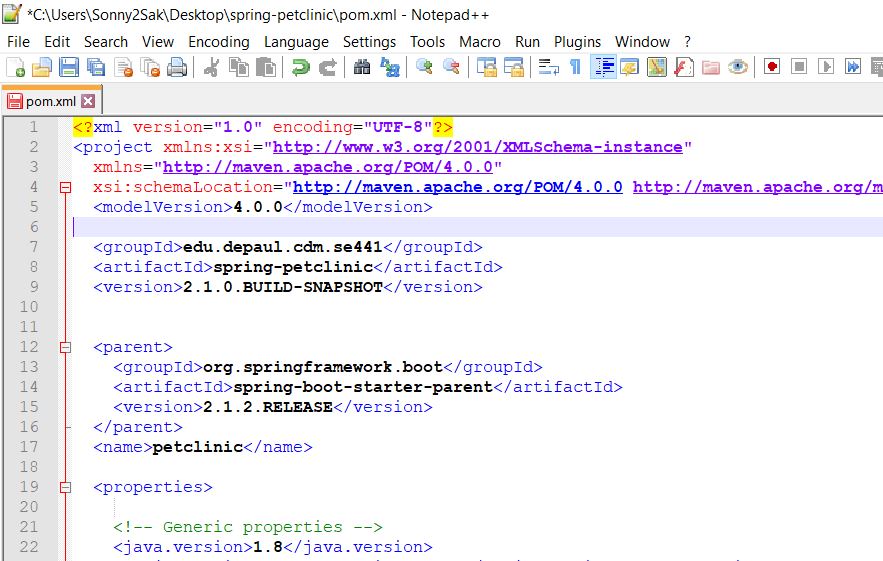 *C:\Users\Sonny2Sak\Desktop\spring-petclinic\pom.xml - Notepad++
File Edit Search View Encoding Language Settings Tools Macro Run Plugins Window ?
pom.xml
1 <?xml version="1.0" encoding="UTF-8"?>
2 <project xmlns:xsi="http://www.w3.org/2001/XMLSchema-instance"
3 xmlns="http://maven.apache.org/POM/4.0.0"
4 xsi:schemaLocation="http://maven.apache.org/POM/4.0.0 http://maven.apache.org/m
5 <modelVersion>4.0.0</modelVersion>
6
7 <groupId>edu.depaul.cdm.se441</groupId>
8 <artifactId>spring-petclinic</artifactId>
9 <version>2.1.0.BUILD-SNAPSHOT</version>
10
11
12 <parent>
13 <groupId>org.springframework.boot</groupId>
14 <artifactId>spring-boot-starter-parent</artifactId>
15 <version>2.1.2.RELEASE</version>
16 </parent>
17 <name>petclinic</name>
18
19 <properties>
20
21 <!-- Generic properties -->
22 <java.version>1.8</java.version>